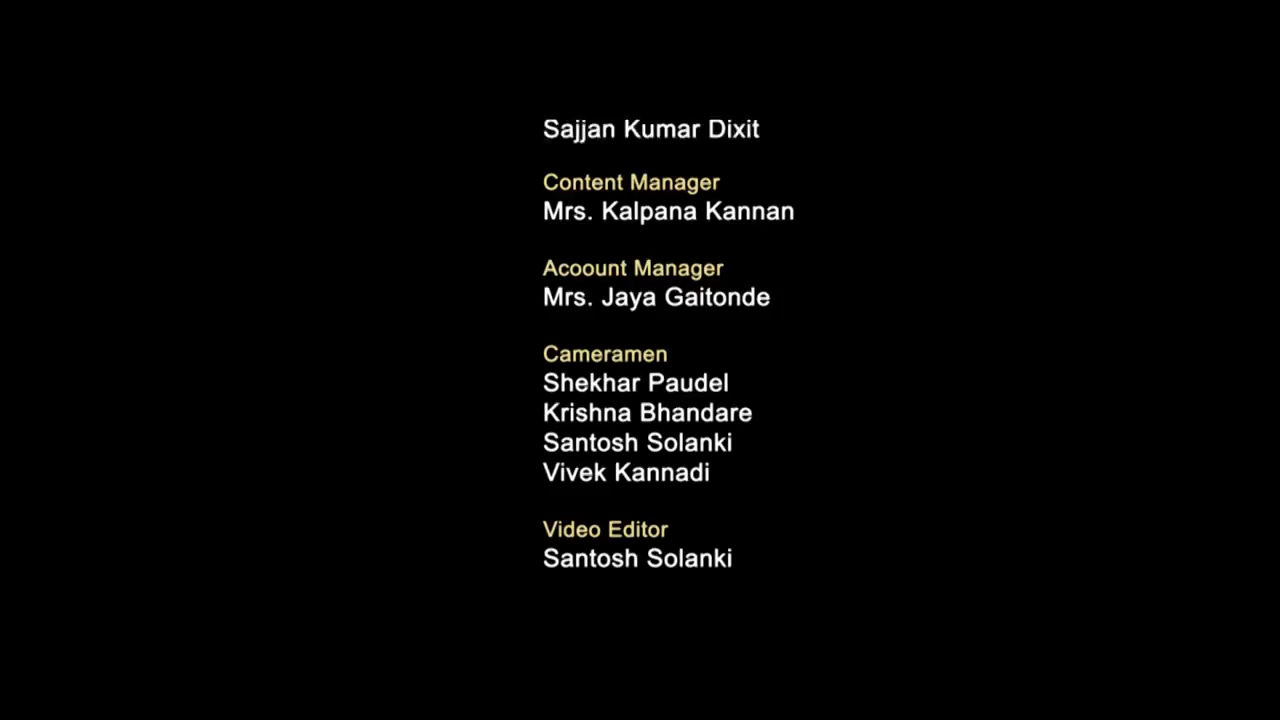 Sajjan Kumar Dixit
Content Manager
Mrs. Kalpana Kannan
Acoount Manager
Mrs. Jaya Gaitonde
Cameramen
Shekhar Paudel
Krishna Bhandare
Santosh Solanki
Vivek Kannadi
Video Editor
Santosh Solanki